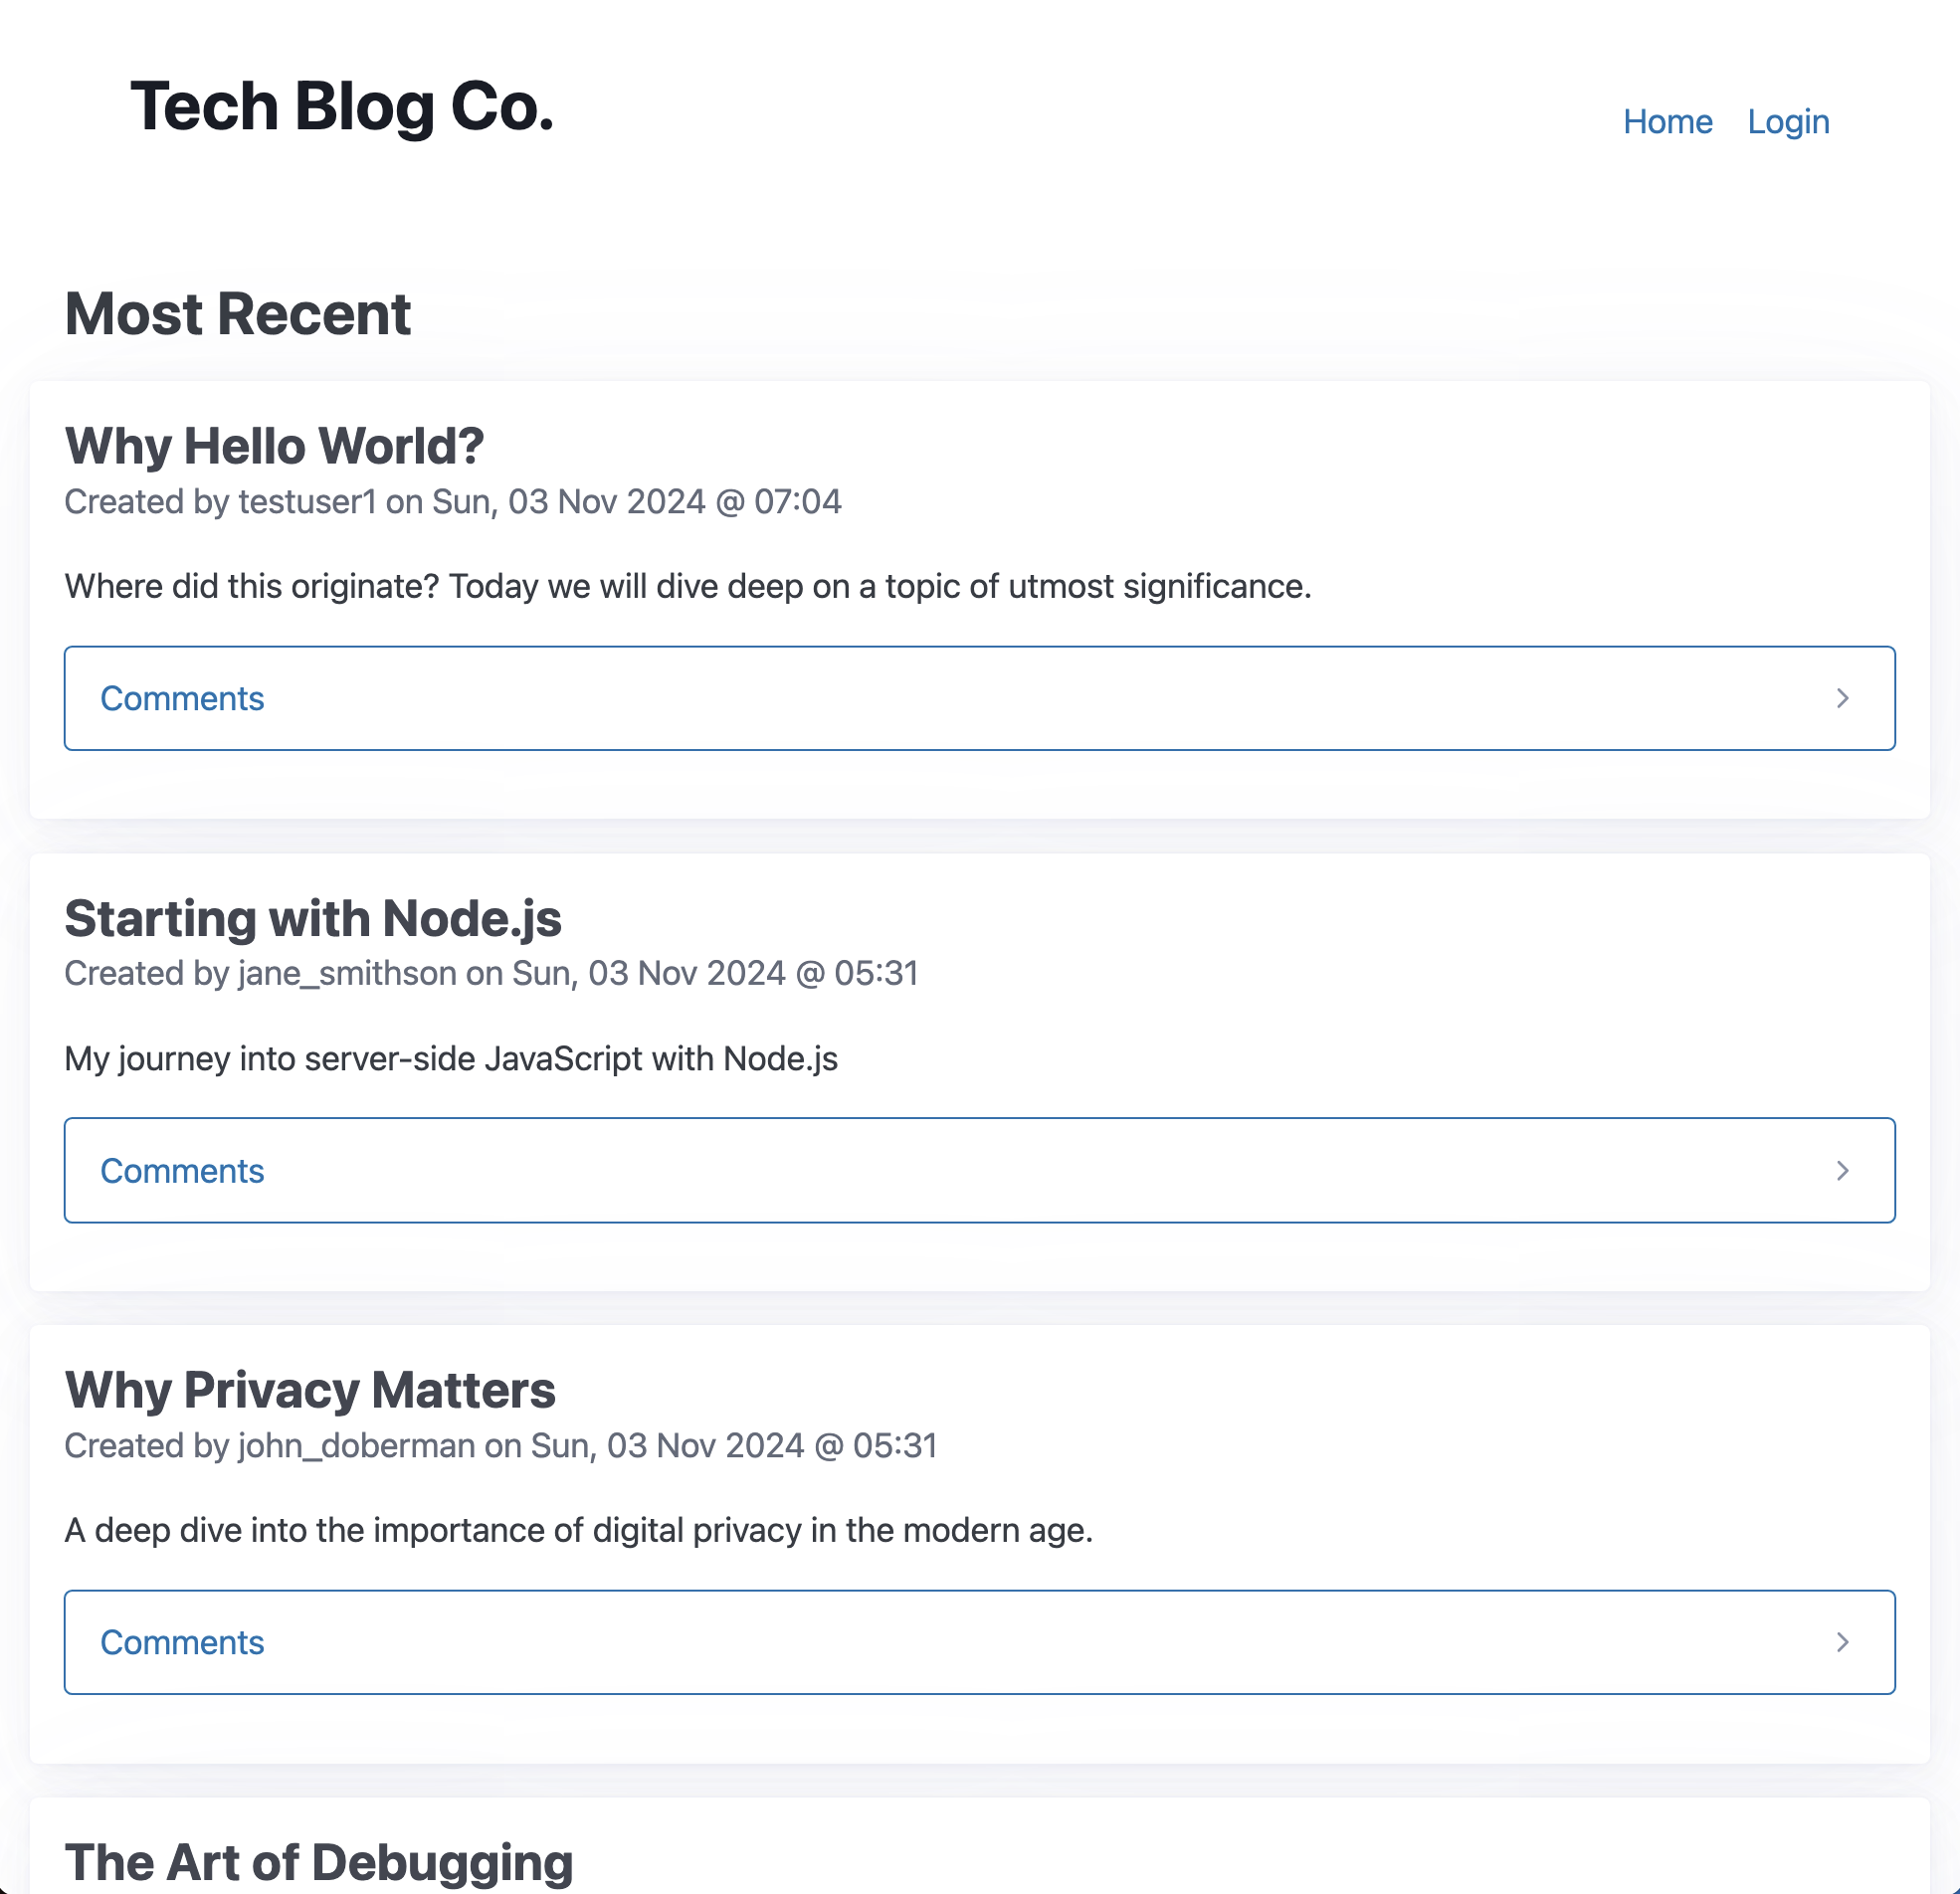 Tech Blog Co.
Home Login
Most Recent
Why Hello World?
Created by testuser1 on Sun, 03 Nov 2024 @ 07:04
Where did this originate? Today we will dive deep on a topic of utmost significance.
Comments
Starting with Node.js
Created by jane_smithson on Sun, 03 Nov 2024 @ 05:31
My journey into server-side JavaScript with Node.js
Comments
Why Privacy Matters
Created by john_doberman on Sun, 03 Nov 2024 @ 05:31
A deep dive into the importance of digital privacy in the modern age.
Comments
The Art of Debugging